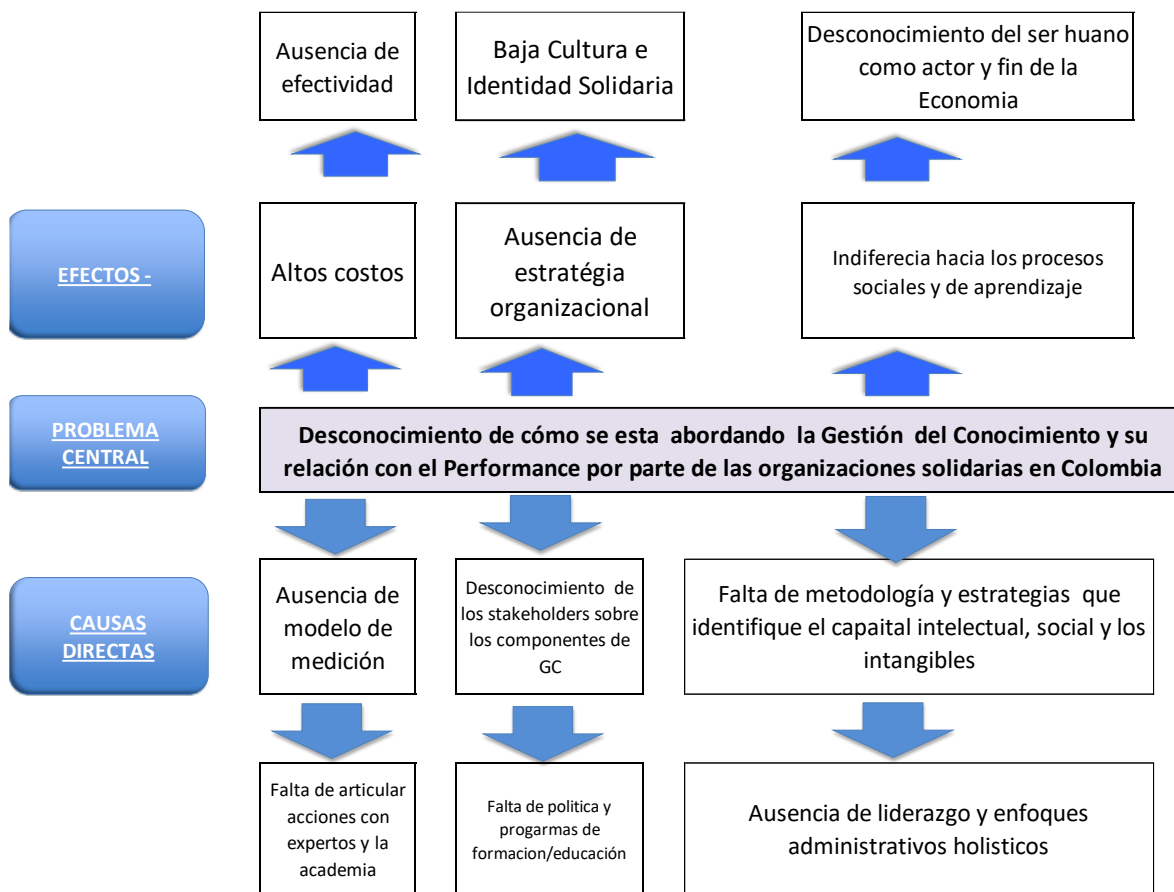 Ausencia de
efectividad
Baja Cultura e
Identidad Solidaria
Desconocimiento del ser huano
como actor y fin de la
Economia
EFECTOS -
Altos costos
Ausencia de
estratégia
organizacional
Indiferecia hacia los procesos
sociales y de aprendizaje
PROBLEMA
CENTRAL
Desconocimiento de cómo se esta abordando la Gestión del Conocimiento y su
relación con el Performance por parte de las organizaciones solidarias en Colombia
CAUSAS
DIRECTAS
Ausencia de
modelo de
medición
Desconocimiento de
los stakeholders sobre
los componentes de
GC
Falta de metodología y estrategias que
identifique el capaital intelectual, social y los
intangibles
Falta de articular
acciones con
expertos y la
academia
Falta de politica y
progarmas de
formacion/educación
Ausencia de liderazgo y enfoques
administrativos holisticos